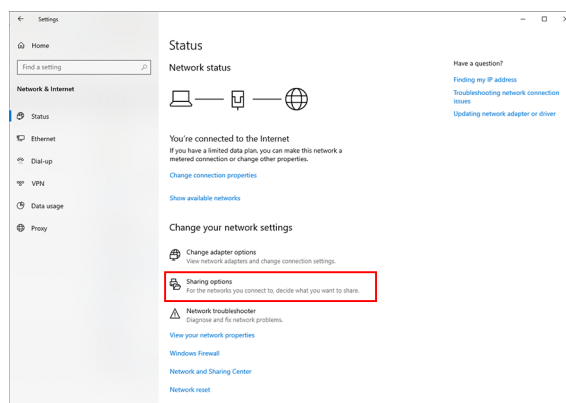 Settings
Home
Find a setting
Network & Internet
Status
Ethernet
Dial-up
VPN
Data usage
Proxy
Status
Network status
You're connected to the Internet
If you have a limited data plan, you can make this network a
metered connection or change other properties.
Change connection properties
Show available networks
Change your network settings
Change adapter options
View network adapters and change connection settings.
Sharing options
For the networks you connect to, decide what you want to share.
Network troubleshooter
Diagnose and fix network problems.
View your network properties
Windows Firewall
Network and Sharing Center
Network reset
Have a question?
Finding my IP address
Troubleshooting network connection
issues
Updating network adapter or driver